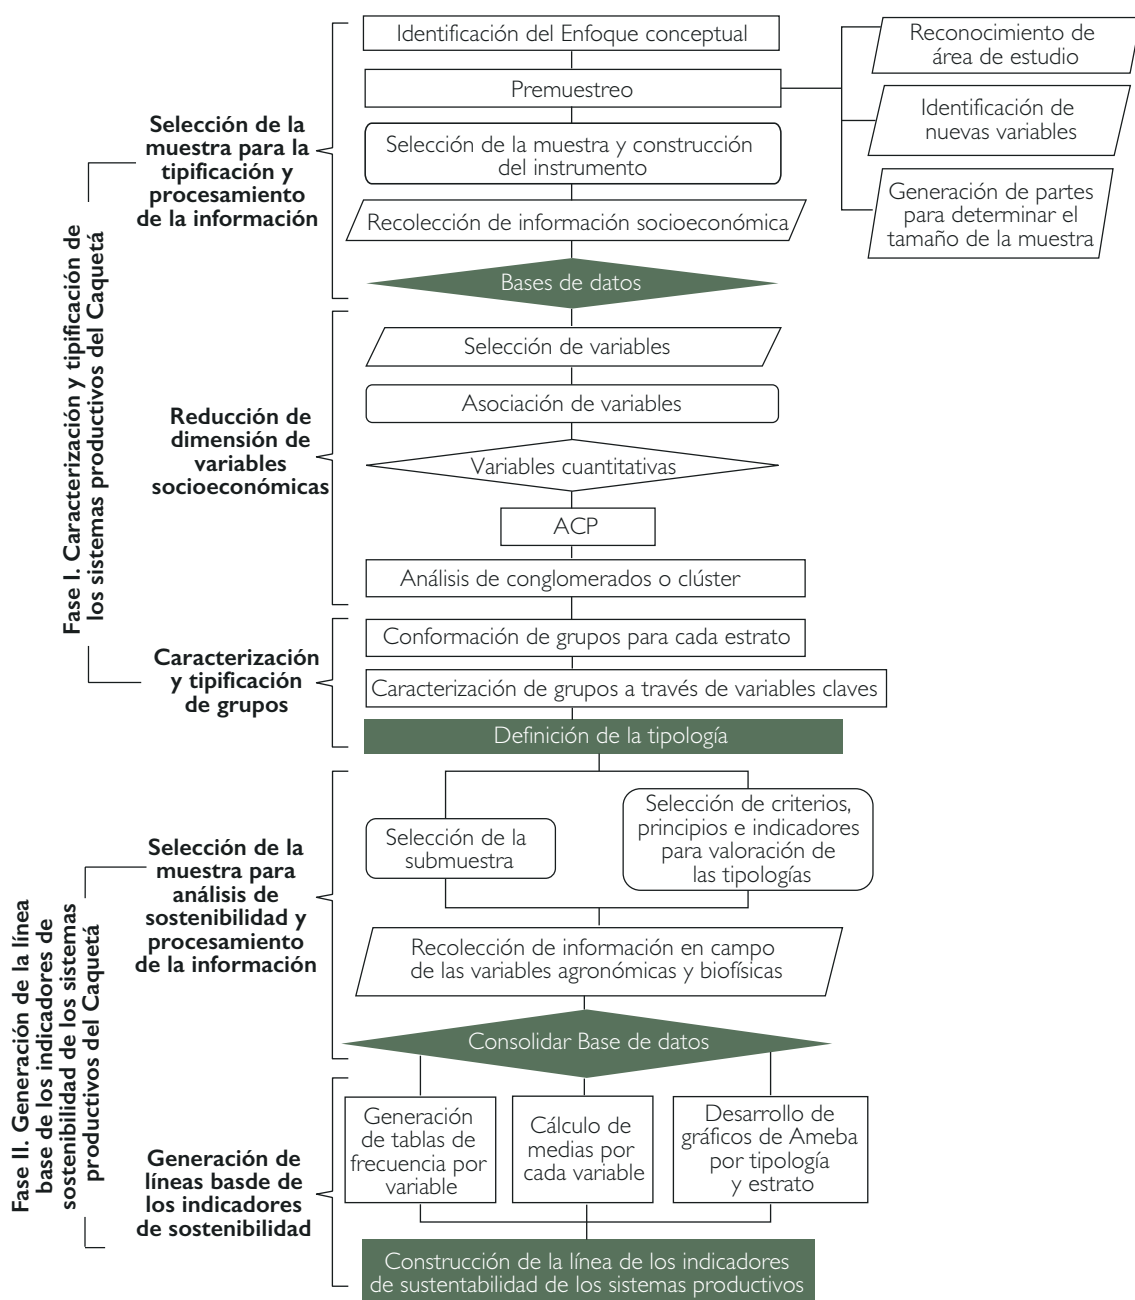 Fase I. Caracterización y tipificación de
los sistemas productivos del Caquetá
Selección de la
muestra para la
tipificación y
procesamiento
de la información
Identificación del Enfoque conceptual
Premuestreo
Reconocimiento de
área de estudio
Identificación de
nuevas variables
Generación de partes
para determinar el
tamaño de la muestra
Selección de la muestra y construcción
del instrumento
Recolección de información socioeconómica
Bases de datos
Reducción de
dimensión de
variables
socioeconómicas
Selección de variables
Asociación de variables
Variables cuantitativas
ACP
Análisis de conglomerados o clúster
Caracterización
y tipificación
de grupos
Conformación de grupos para cada estrato
Caracterización de grupos a través de variables claves
Definición de la tipología
Fase II. Generación de la línea
base de los indicadores de
sostenibilidad de los sistemas
productivos del Caquetá
Selección de la
muestra para
análisis de
sostenibilidad y
procesamiento
de la información
Selección de la
submuestra
Selección de criterios,
principios e indicadores
para valoración de
las tipologías
Recolección de información en campo
de las variables agronómicas y biofísicas
Consolidar Base de datos
Generación de
líneas basde de
los indicadores
de sostenibilidad
Generación
de tablas de
frecuencia por
variable
Cálculo de
medias por
cada variable
Desarrollo de
gráficos de Ameba
por tipología
y estrato
Construcción de la línea de los indicadores
de sustentabilidad de los sistemas productivos